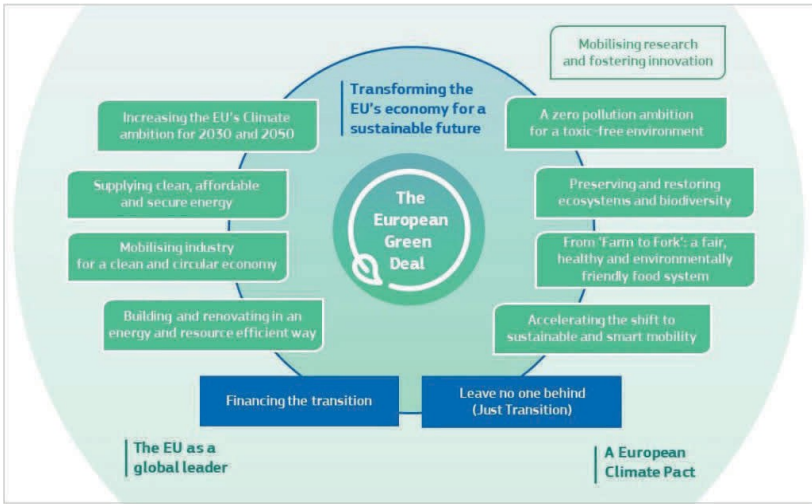 Mobilising research
and fostering innovation
Transforming the
EU's economy for a
sustainable future
Increasing the EU's Climate
ambition for 2030 and 2050
A zero pollution ambition
for a toxic-free environment
Supplying clean, affordable
and secure energy
Preserving and restoring
ecosystems and biodiversity
The
European
Green
Deal
Mobilising industry
for a clean and circular economy
From 'Farm to Fork': a fair,
healthy and environmentally
friendly food system
Building and renovating in an
energy and resource efficient way
Accelerating the shift to
sustainable and smart mobility
Financing the transition
Leave no one behind
(Just Transition)
The EU as a
global leader
A European
Climate Pact